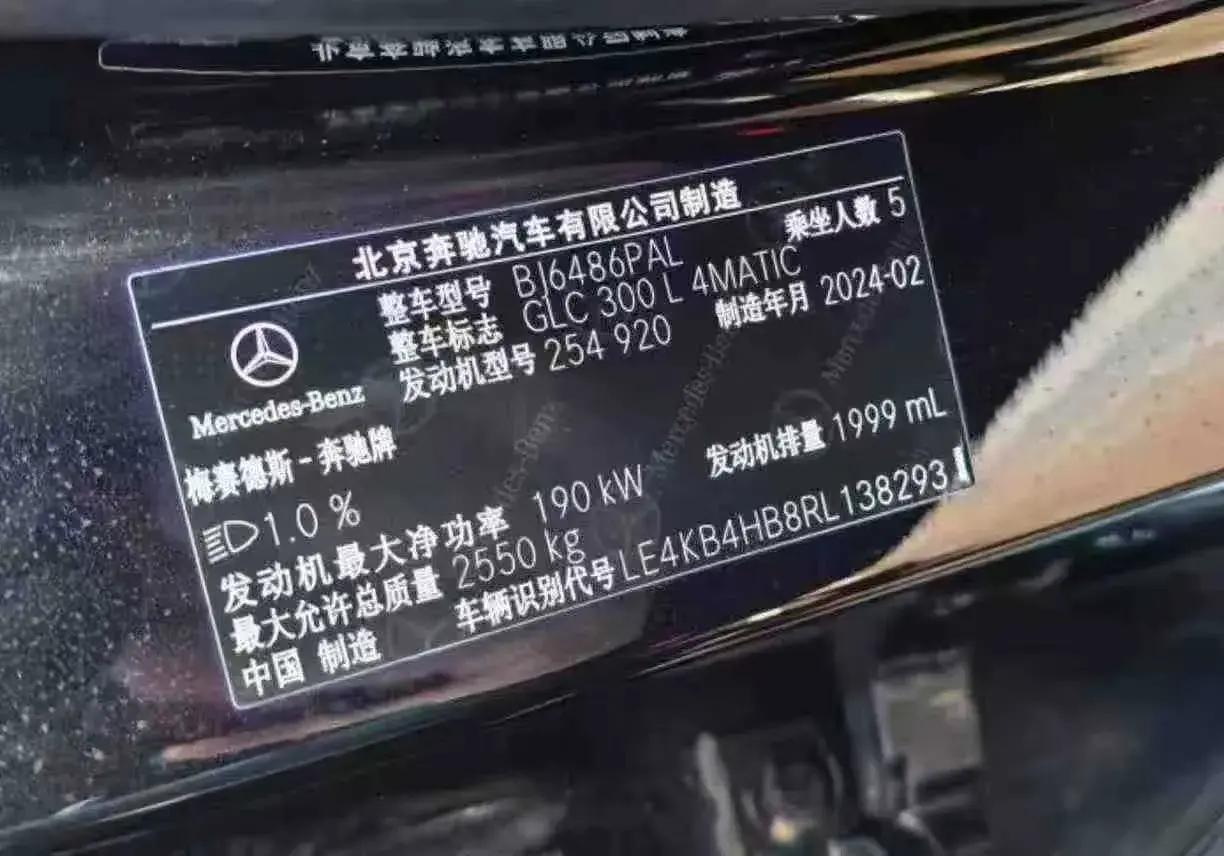 北京奔驰汽车有限公司制造
整车型号 BJ6486PAL 乘坐人数 5
整车标志 GLC 300 L 4MATIC
发动机型号 254 920 制造年月 2024-02
Mercedes-Benz
梅赛德斯-奔驰牌
1.0 %
发动机最大净功率 190 kW 发动机排量 1999 mL
最大允许总质量 2550 kg
中国 制造 车辆识别代号 LE4KB4HB8RL138293